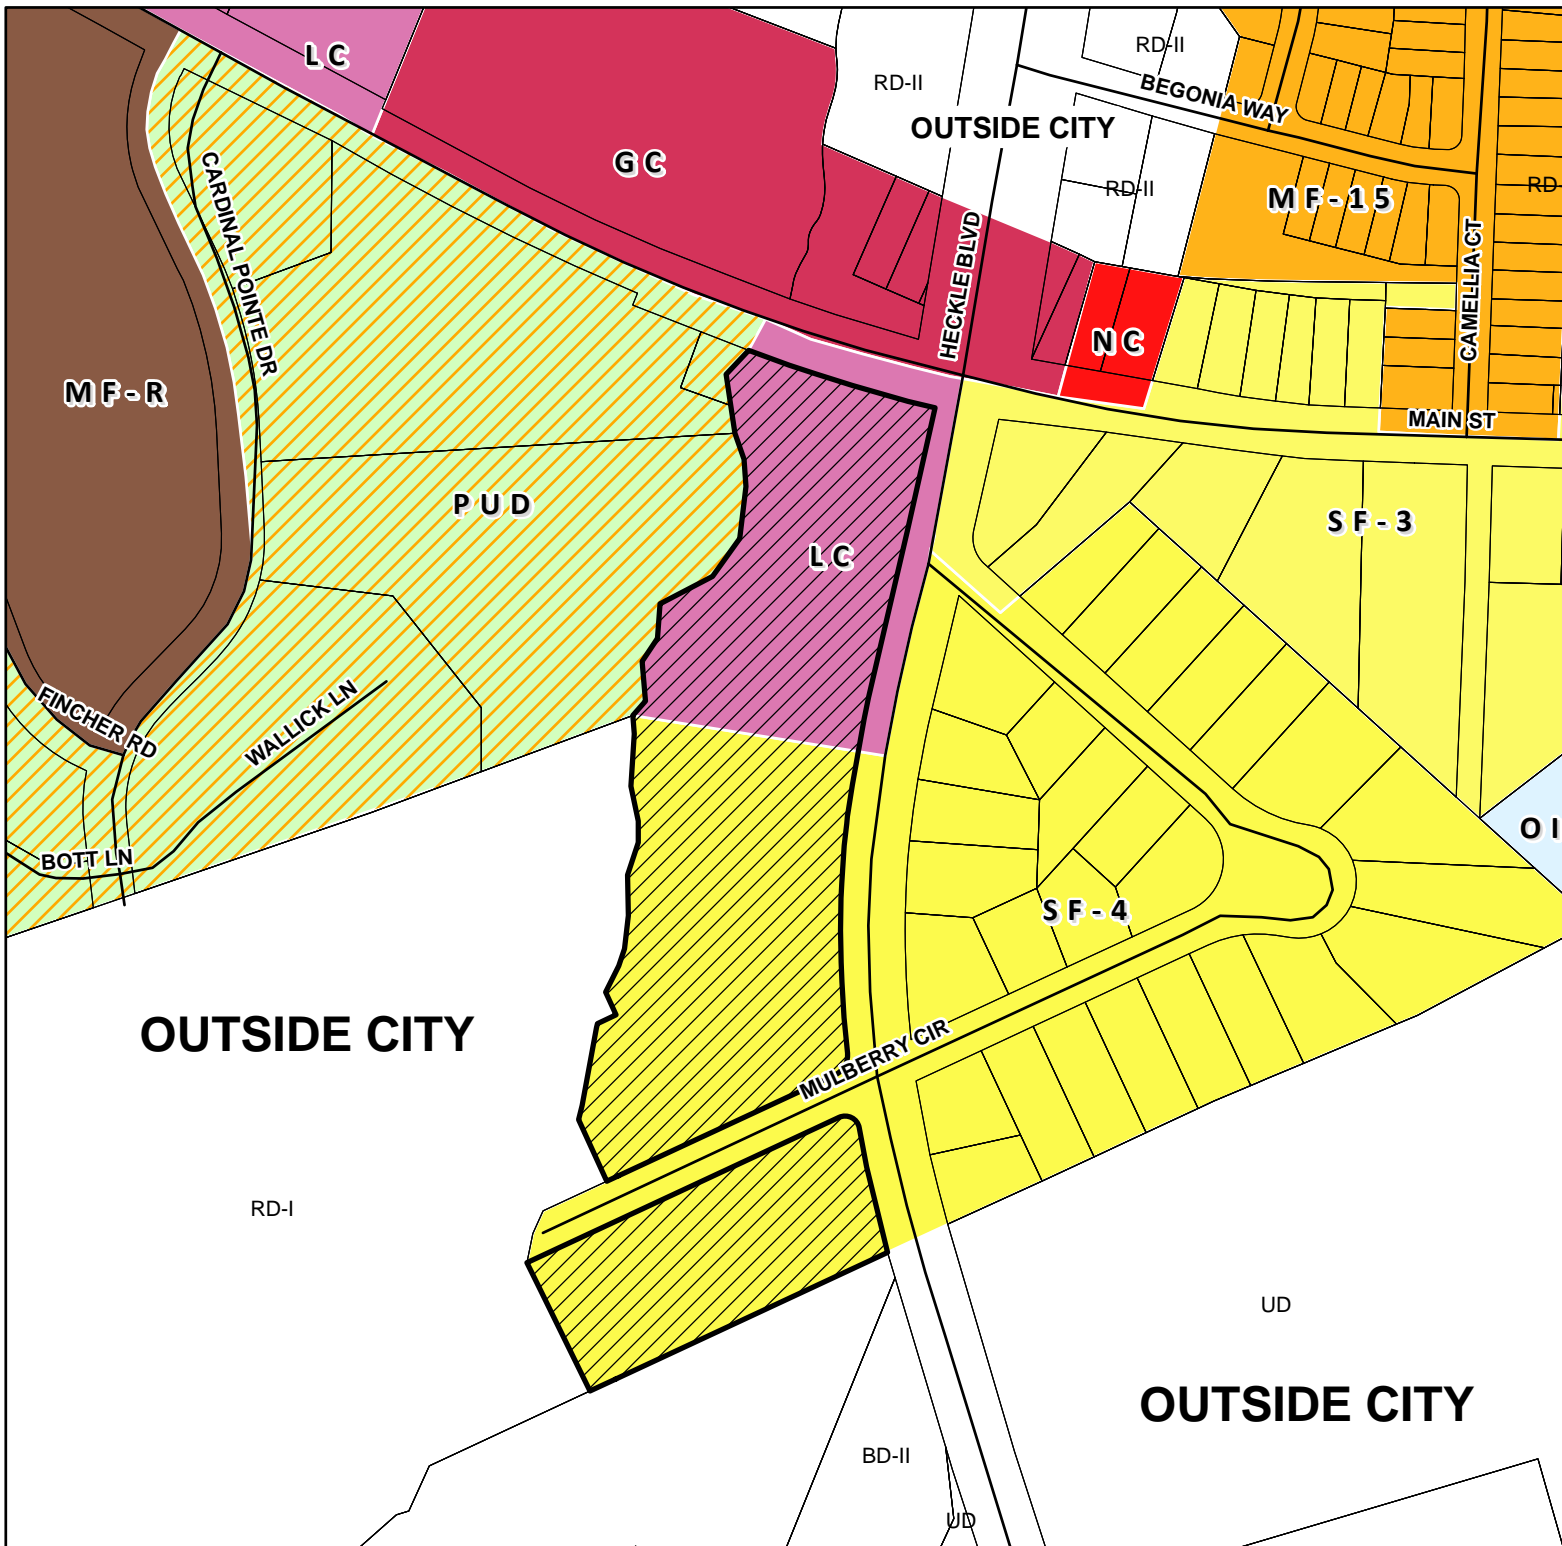 RD-II
L C
RD-II
BEGONIA WAY
OUTSIDE CITY
G C
RD-II
RD-
M F - 1 5
CARDINAL POINTE DR
HECKLE BLVD
CAMELLIA CT
N C
M F - R
MAIN ST
P U D
S F - 3
L C
FINCHER RD
WALLICK LN
O I
BOTT LN
S F - 4
OUTSIDE CITY
MULBERRY CIR
RD-I
UD
OUTSIDE CITY
BD-II
UD